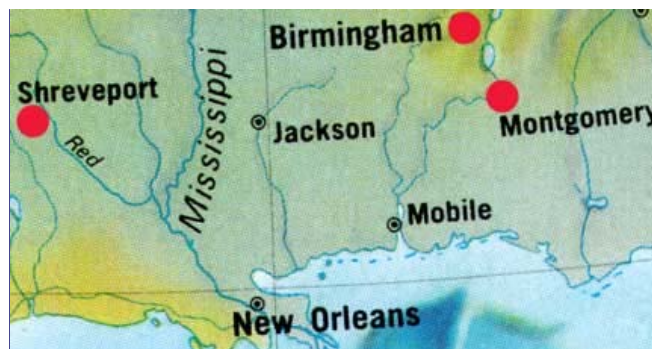 Birmingham
Shreveport
Montgomery
Mississippi
Jackson
Red
Mobile
New Orleans